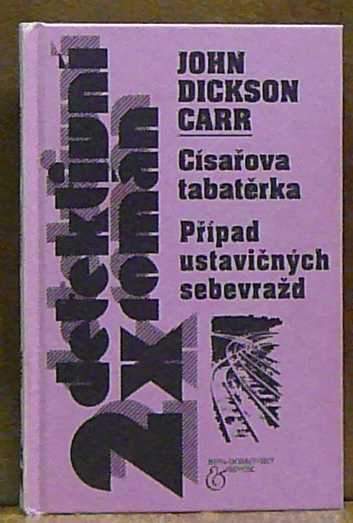 2x detektivní
román
JOHN
DICKSON
CARR
Císařova
tabatěrka
Případ
ustavičných
sebevražd
&